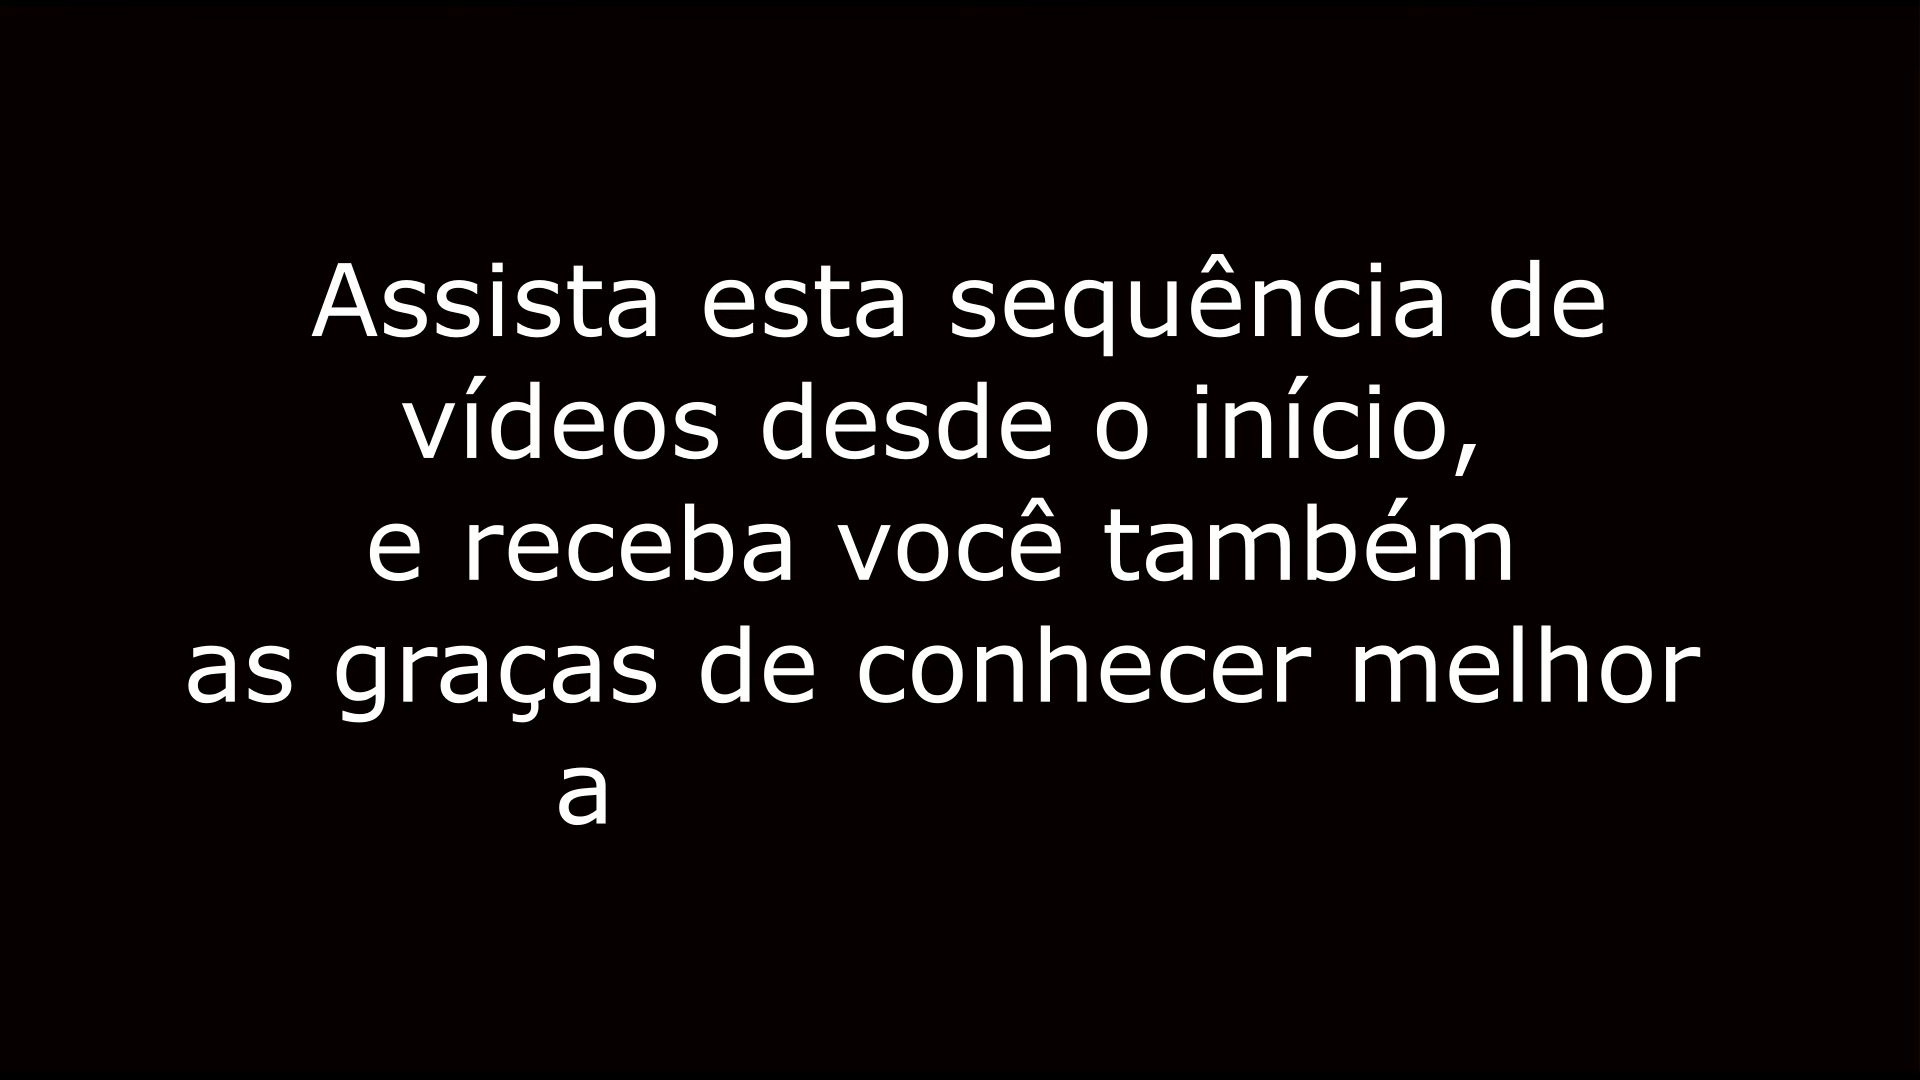 Assista esta sequência de
vídeos desde o início,
e receba você também
as graças de conhecer melhor
a